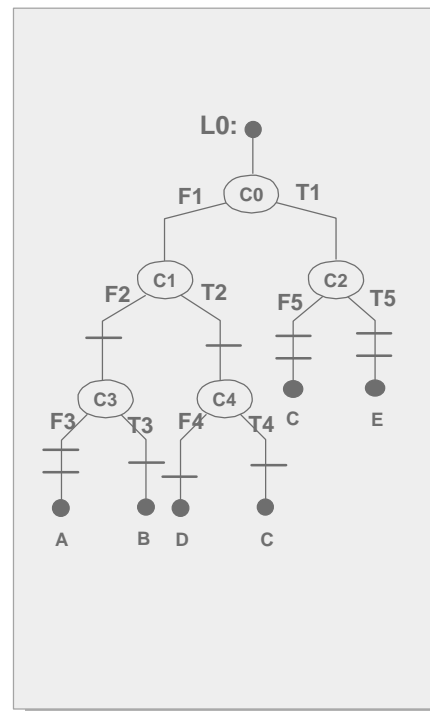 L0:
F1 C0 T1
F2 C1 T2 F5 C2 T5
F3 C3 T3 F4 C4 T4 C E
A B D C